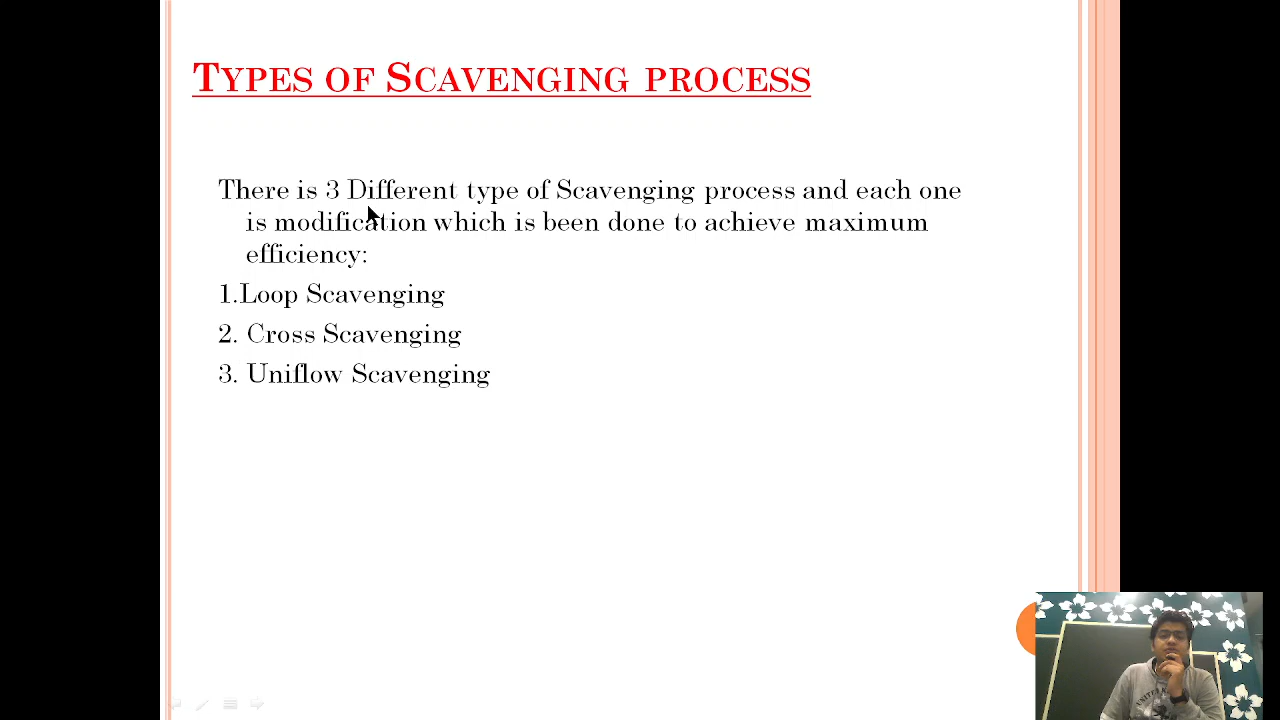 TYPES OF SCAVENGING PROCESS
There is 3 Different type of Scavenging process and each one
is modification which is been done to achieve maximum
efficiency:
1.Loop Scavenging
2. Cross Scavenging
3. Uniflow Scavenging